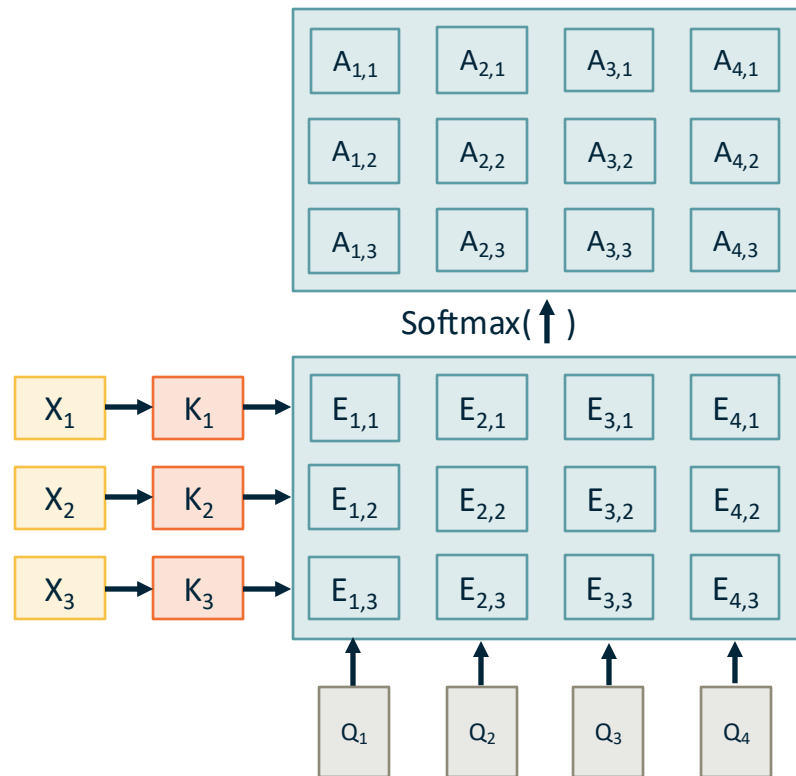 A1,1 A2,1 A3,1 A4,1
A1,2 A2,2 A3,2 A4,2
A1,3 A2,3 A3,3 A4,3
Softmax( )
X1 K1 E1,1 E2,1 E3,1 E4,1
X2 K2 E1,2 E2,2 E3,2 E4,2
X3 K3 E1,3 E2,3 E3,3 E4,3
Q1 Q2 Q3 Q4